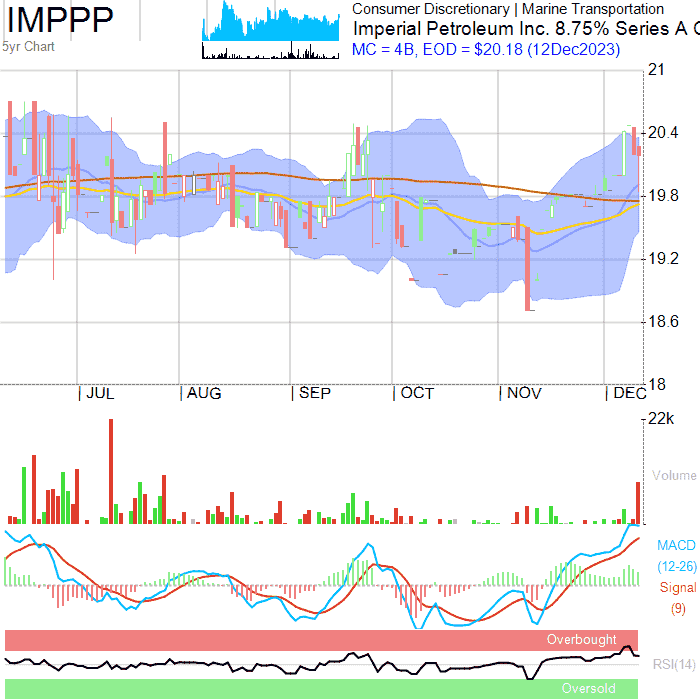 IMPPP
5yr Chart
Consumer Discretionary | Marine Transportation
Imperial Petroleum Inc. 8.75% Series A C
MC = 4B, EOD = $20.18 (12Dec2023)
21
20.4
19.8
19.2
18.6
18
JUL AUG SEP OCT NOV DEC
22k
Volume
MACD
(12-26)
Signal
(9)
Overbought
RSI(14)
Oversold